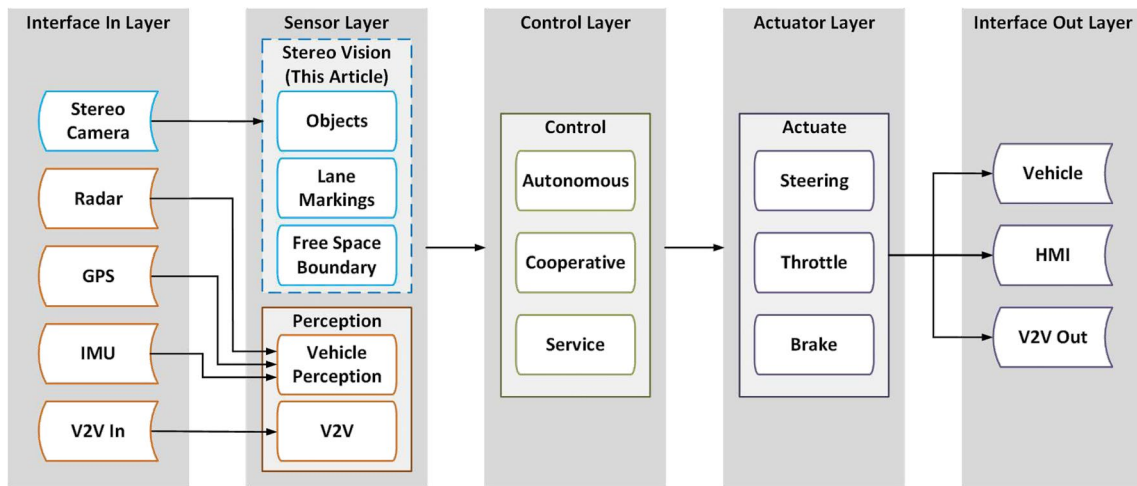 Interface In Layer
Sensor Layer
Control Layer
Actuator Layer
Interface Out Layer
Stereo
Camera
Radar
GPS
IMU
V2V In
Stereo Vision
(This Article)
Objects
Lane
Markings
Free Space
Boundary
Perception
Vehicle
Perception
V2V
Control
Autonomous
Cooperative
Service
Actuate
Steering
Throttle
Brake
Vehicle
HMI
V2V Out